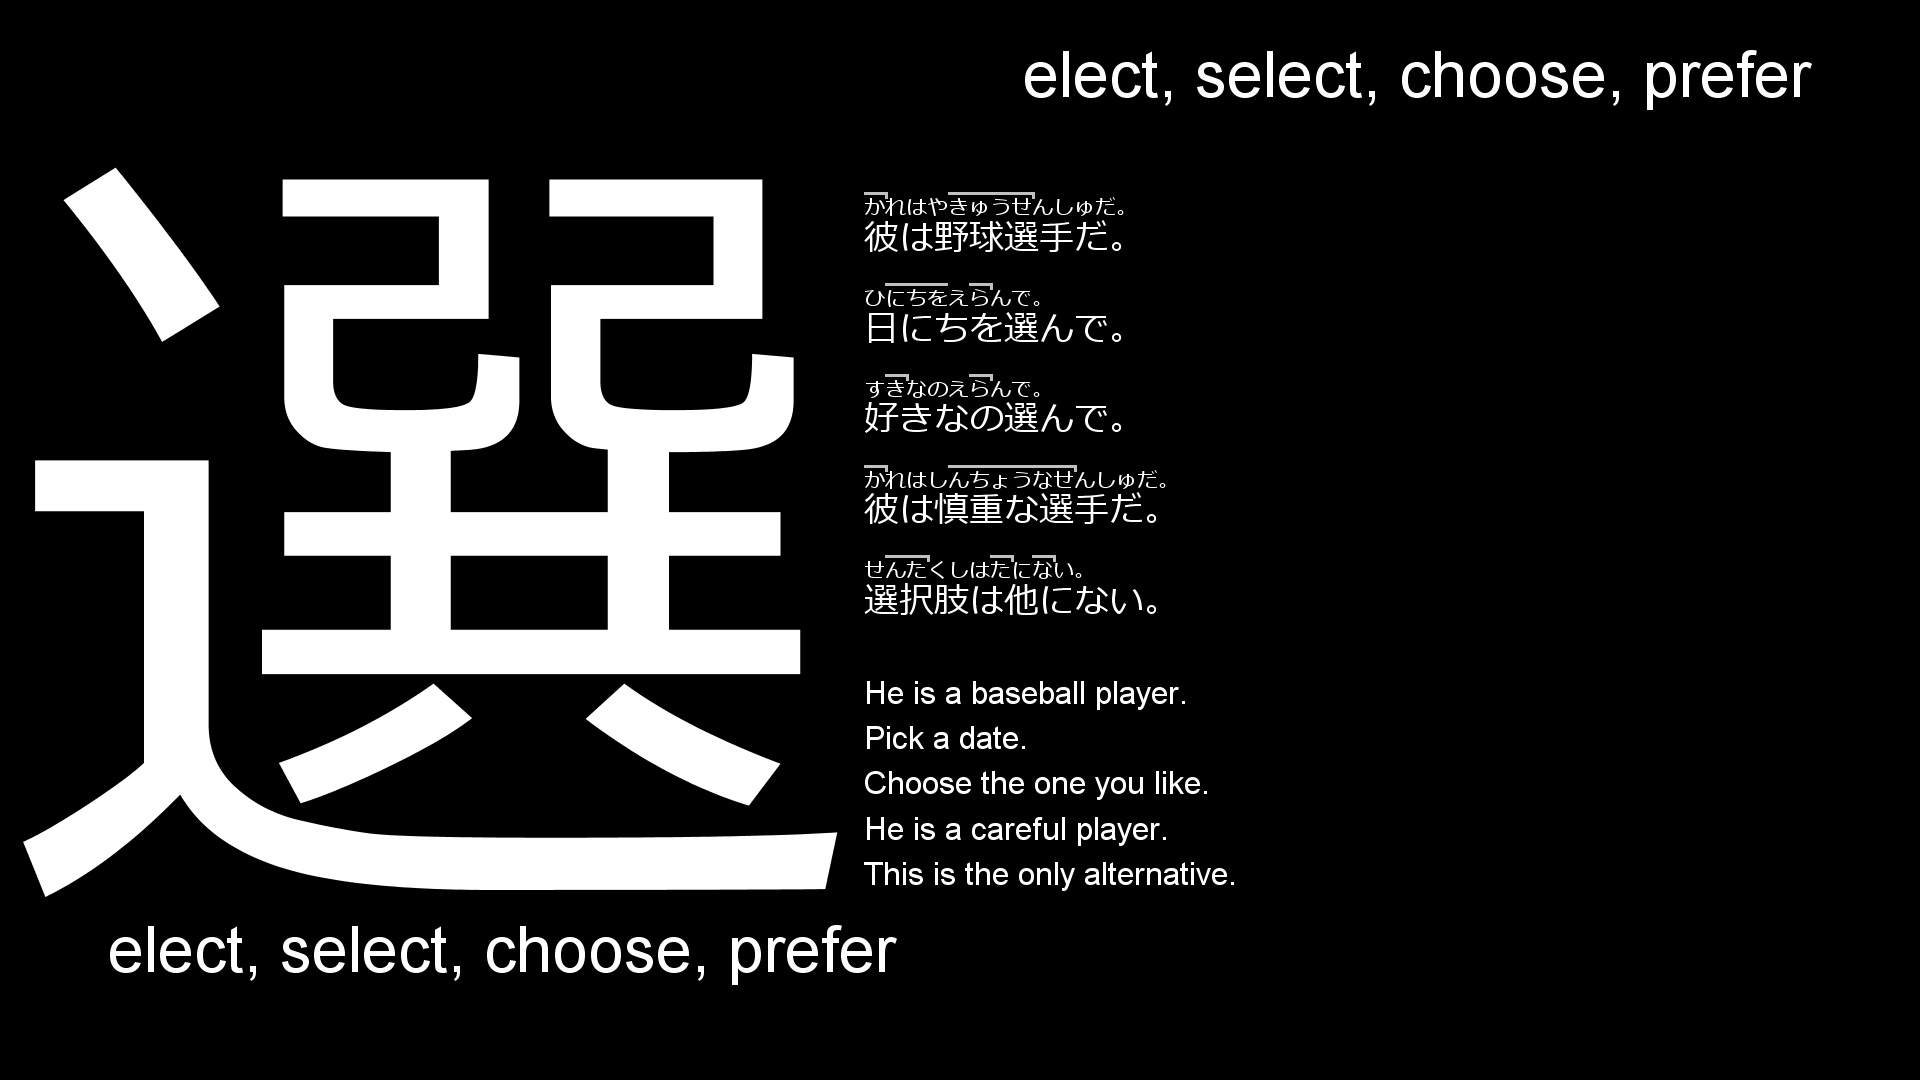 elect, select, choose, prefer
選
かれはやきゅうせんしゅだ。
彼は野球選手だ。
ひにちをえらんで。
日にちを選んで。
すきなのえらんで。
好きなの選んで。
かれはしんちょうなせんしゅだ。
彼は慎重な選手だ。
せんたくしはたにない。
選択肢は他にない。
He is a baseball player.
Pick a date.
Choose the one you like.
He is a careful player.
This is the only alternative.
elect, select, choose, prefer